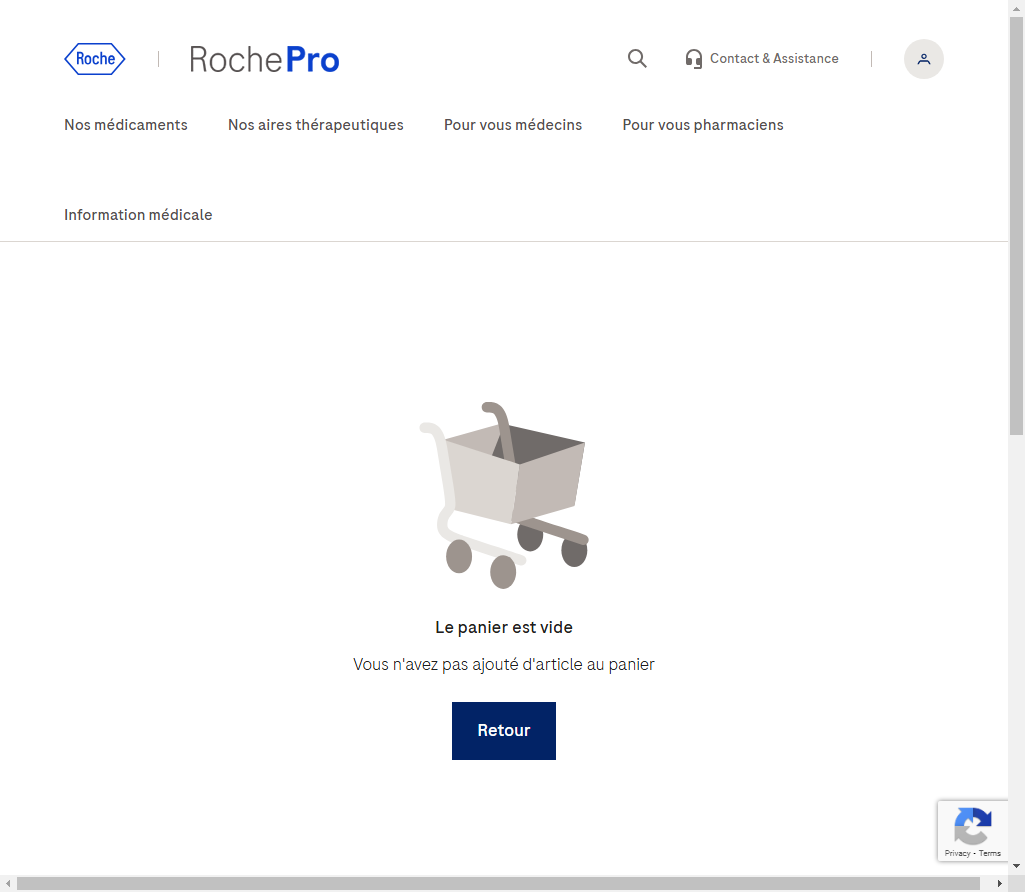 Roche
RochePro
Contact & Assistance
Nos médicaments
Nos aires thérapeutiques
Pour vous médecins
Pour vous pharmaciens
Information médicale
Le panier est vide
Vous n'avez pas ajouté d'article au panier
Retour
Privacy - Terms